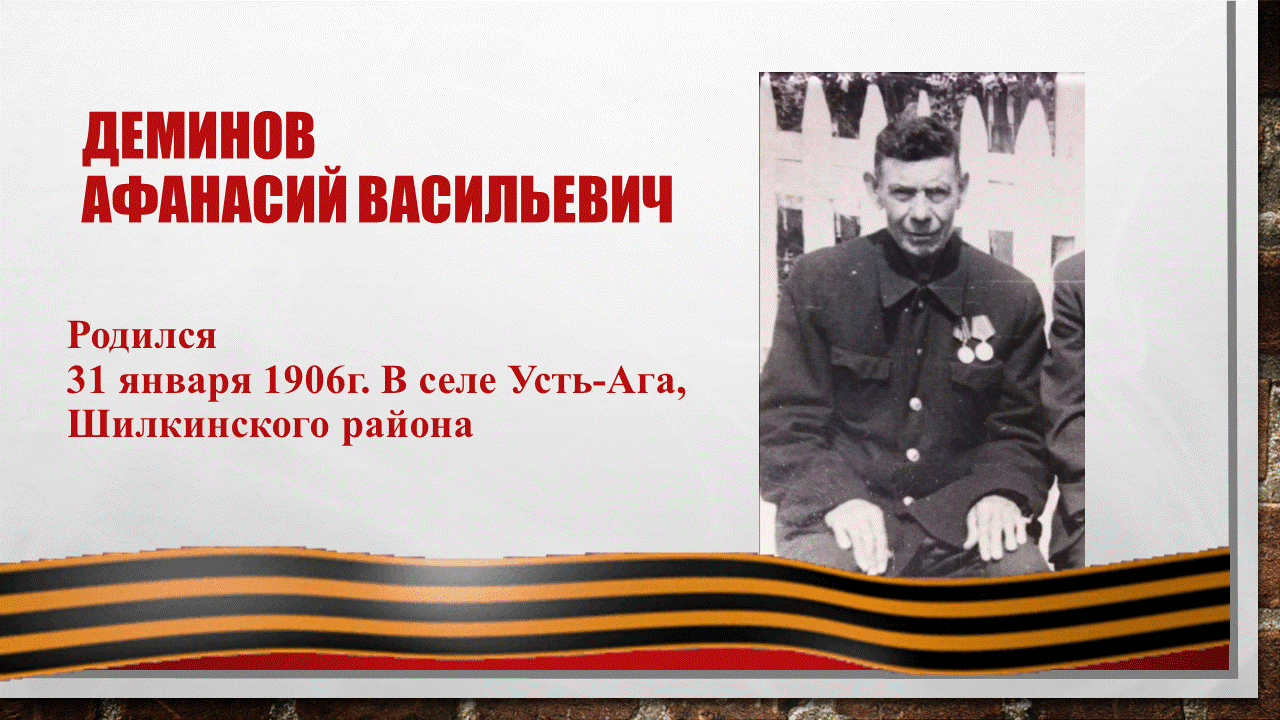 ДЕМИНОВ
АФАНАСИЙ ВАСИЛЬЕВИЧ
Родился
31 января 1906г. В селе Усть-Ага,
Шилкинского района